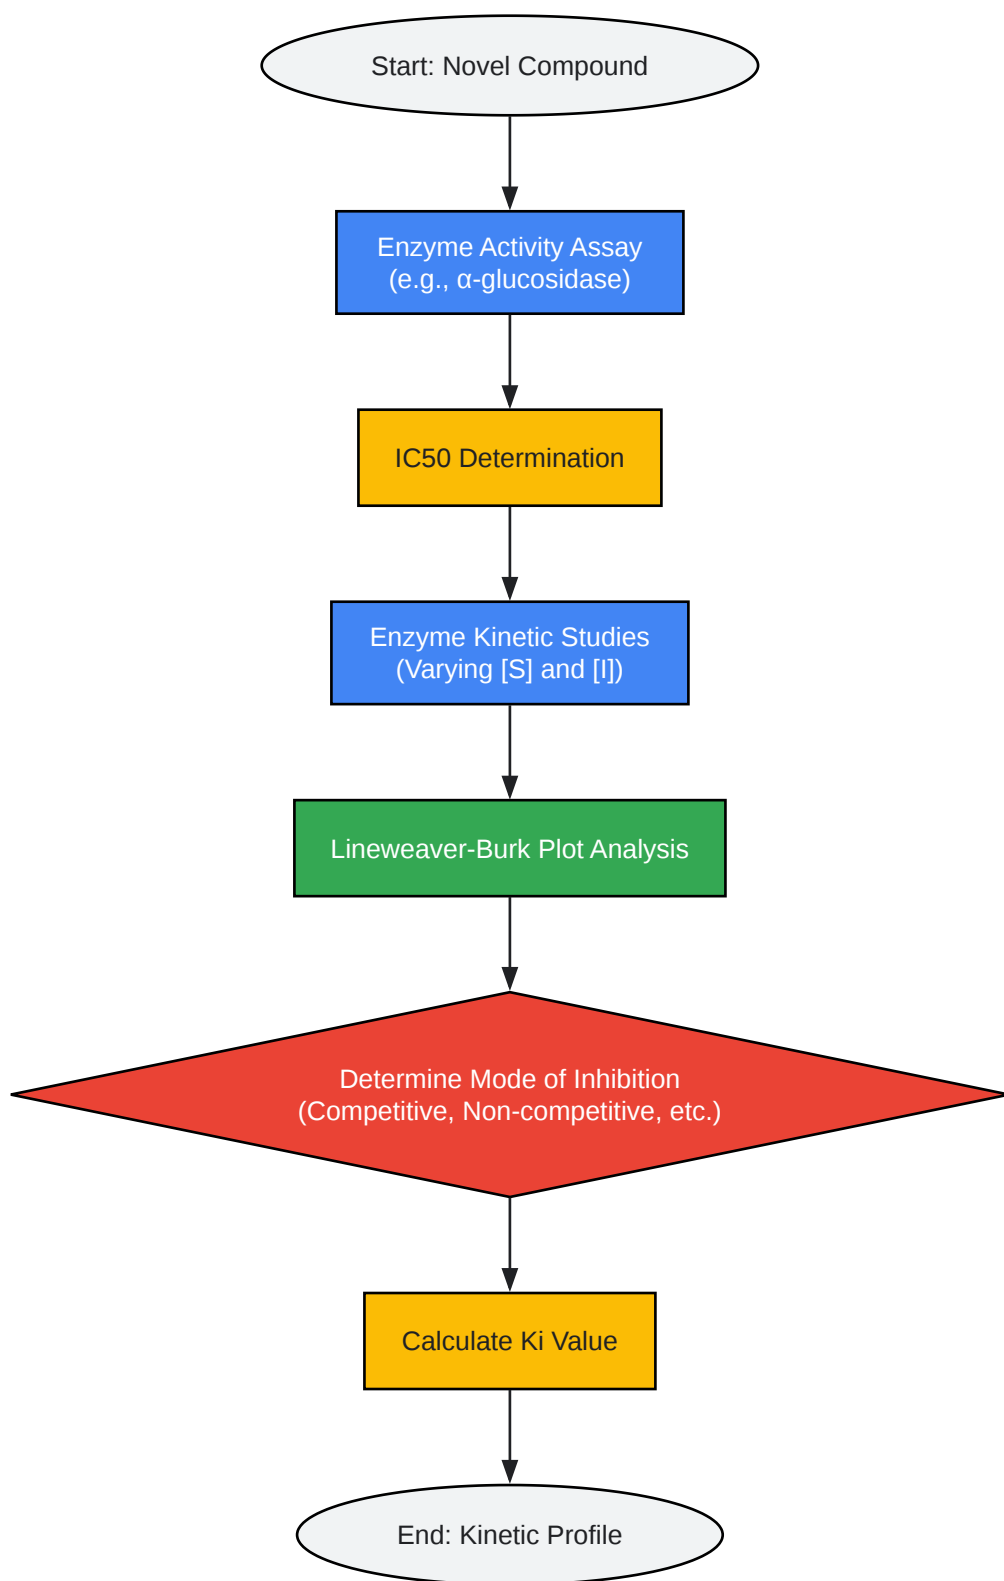 Start: Novel Compound
Enzyme Activity Assay
(e.g., α-glucosidase)
IC50 Determination
Enzyme Kinetic Studies
(Varying [S] and [I])
Lineweaver-Burk Plot Analysis
Determine Mode of Inhibition
(Competitive, Non-competitive, etc.)
Calculate Ki Value
End: Kinetic Profile